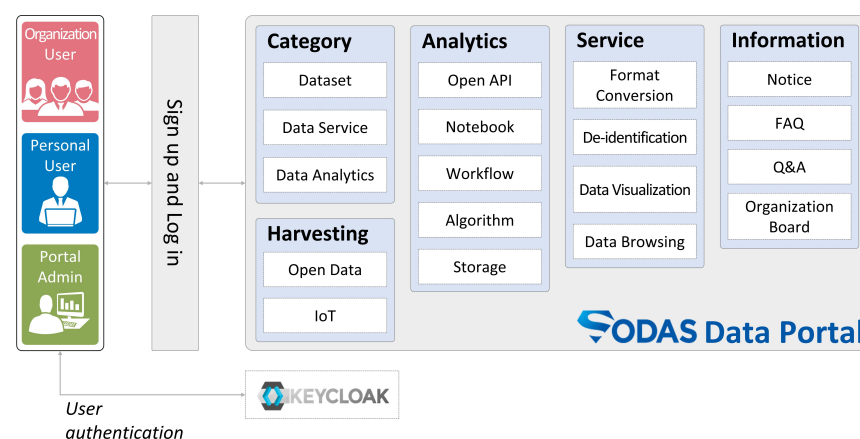 Organization
User
Personal
User
Portal
Admin
Sign up and Log in
Category
Dataset
Data Service
Data Analytics
Harvesting
Open Data
IoT
Analytics
Open API
Notebook
Workflow
Algorithm
Storage
Service
Format
Conversion
De-identification
Data Visualization
Data Browsing
Information
Notice
FAQ
Q&A
Organization
Board
SODAS Data Portal
KEYCLOAK
User
authentication